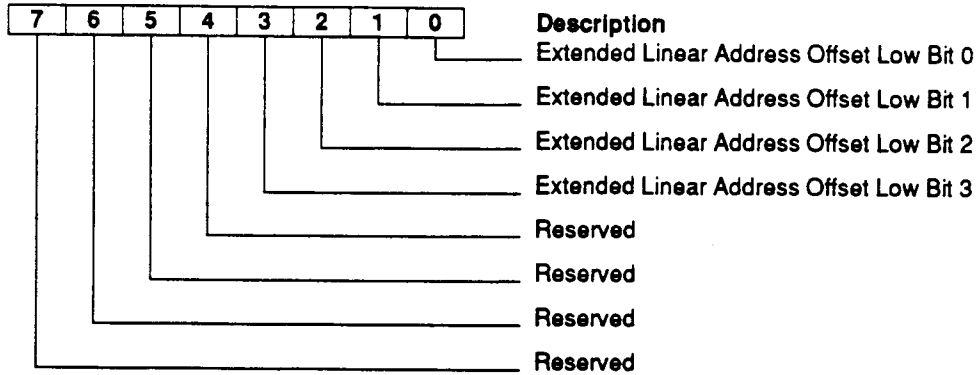 7 6 5 4 3 2 1 0
Description
Extended Linear Address Offset Low Bit 0
Extended Linear Address Offset Low Bit 1
Extended Linear Address Offset Low Bit 2
Extended Linear Address Offset Low Bit 3
Reserved
Reserved
Reserved
Reserved